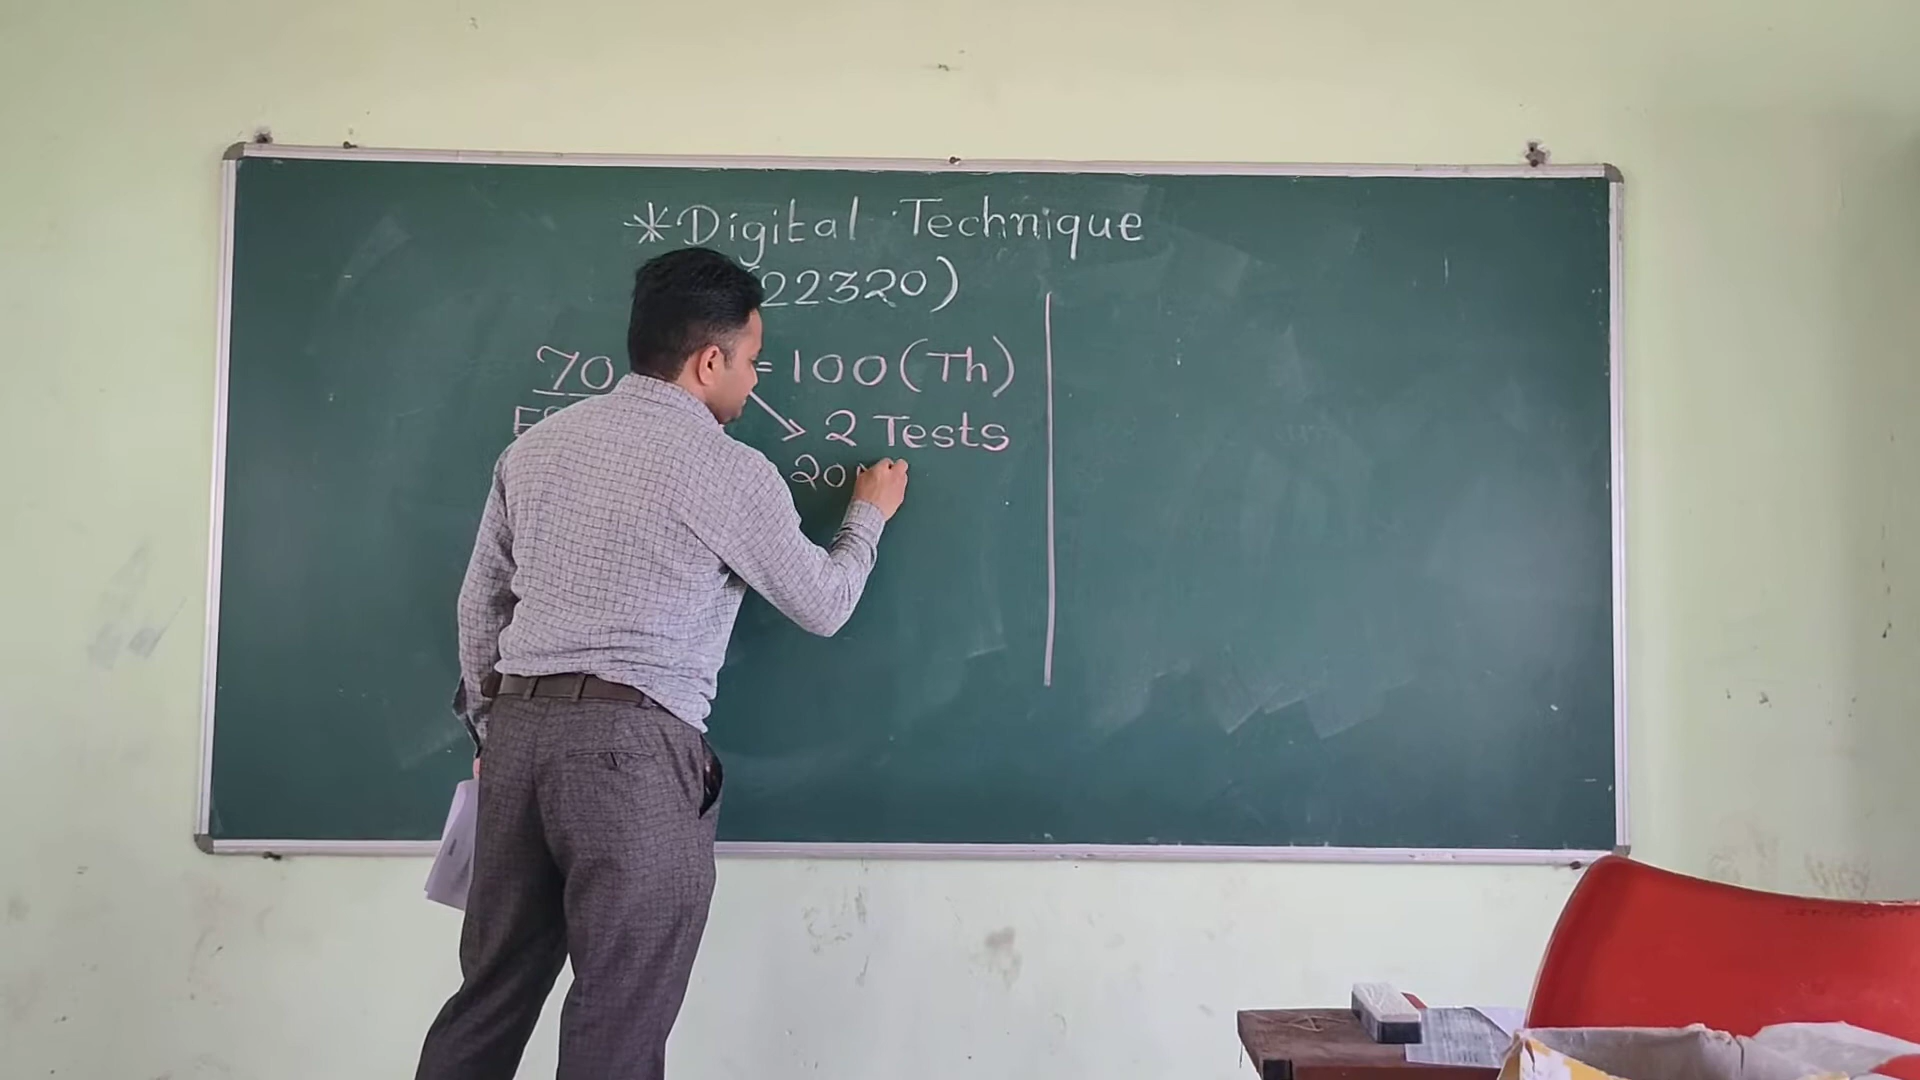 *Digital Technique
(22320)
70 = 100 (Th)
2 Tests
20